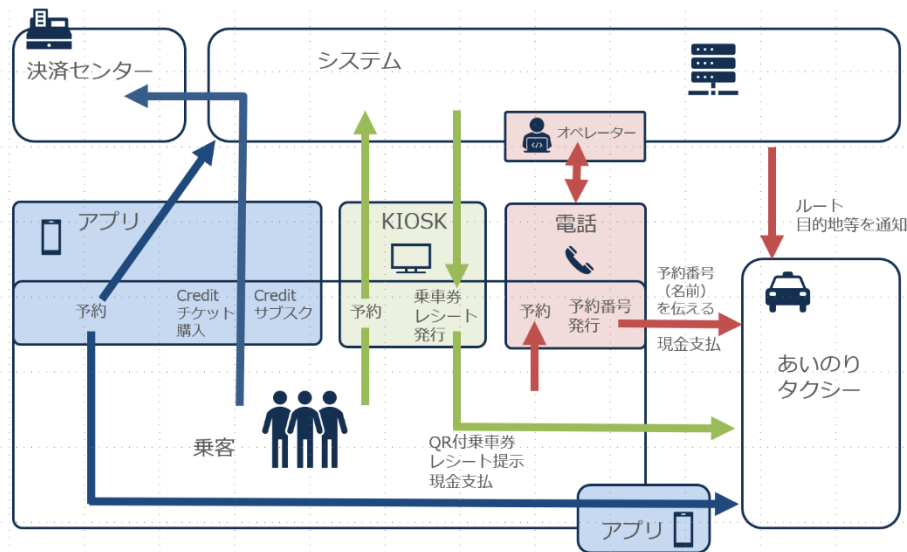 決済センター
システム
オペレーター
アプリ
KIOSK
電話
ルート
目的地等を通知
予約
Credit
チケット
購入
Credit
サブスク
予約
乗車券
レシート
発行
予約
予約番号
発行
予約番号
（名前）
を伝える
現金支払
あいのり
タクシー
乗客
QR付乗車券
レシート提示
現金支払
アプリ